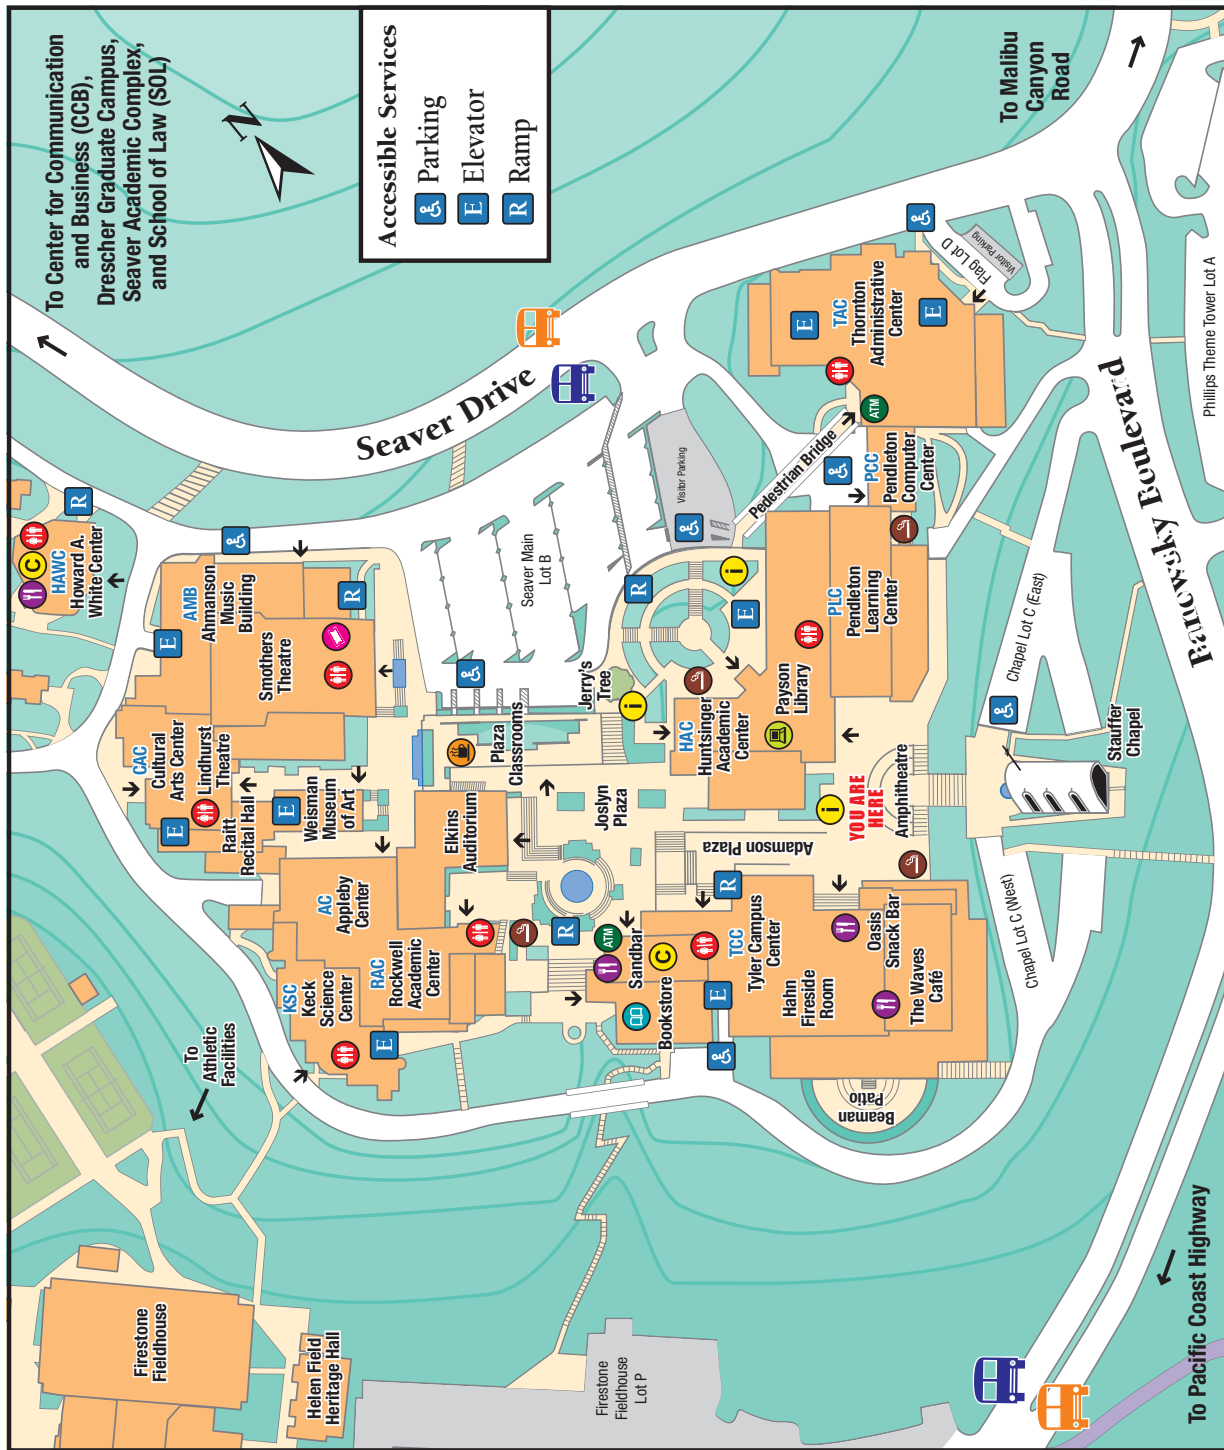 To Center for Communication
and Business (CCB),
Drescher Graduate Campus,
Seaver Academic Complex,
and School of Law (SOL)
N
Accessible Services
Parking
E Elevator
R Ramp
To Malibu
Canyon
Road
Seaver Drive
HAWC
Howard A.
White Center
C
R
AMB
Ahmanson
Music
Building
E
R
Smothers
Theatre
CAC
Cultural
Arts Center
Lindhurst
Theatre
E
Raitt
Recital Hall
E
Weisman
Museum
of Art
Seaver Main
Lot B
Visitor Parking
Pedestrian Bridge
TAC
Thornton
Administrative
Center
E
E
ATM
Flag Lot D
Visitor Parking
PCC
Pendleton
Computer
Center
PLC
Pendleton
Learning
Center
Payson
Library
R
i
E
Jerry's
Tree
i
HAC
Huntsinger
Academic
Center
Plaza
Classrooms
Elkins
Auditorium
Joslyn
Plaza
Adamson Plaza
i
YOU ARE
HERE
Amphitheatre
Stauffer
Chapel
Chapel Lot C (East)
Chapel Lot C (West)
Banowsky Boulevard
Phillips Theme Tower Lot A
AC
Appleby
Center
RAC
Rockwell
Academic
Center
KSC
Keck
Science
Center
E
R
ATM
Sandbar
C
Bookstore
R
TCC
Tyler Campus
Center
E
Hahn
Fireside
Room
Oasis
Snack Bar
The Waves
Café
Beaman
Patio
To
Athletic
Facilities
Firestone
Fieldhouse
Helen Field
Heritage Hall
Firestone
Fieldhouse
Lot P
To Pacific Coast Highway